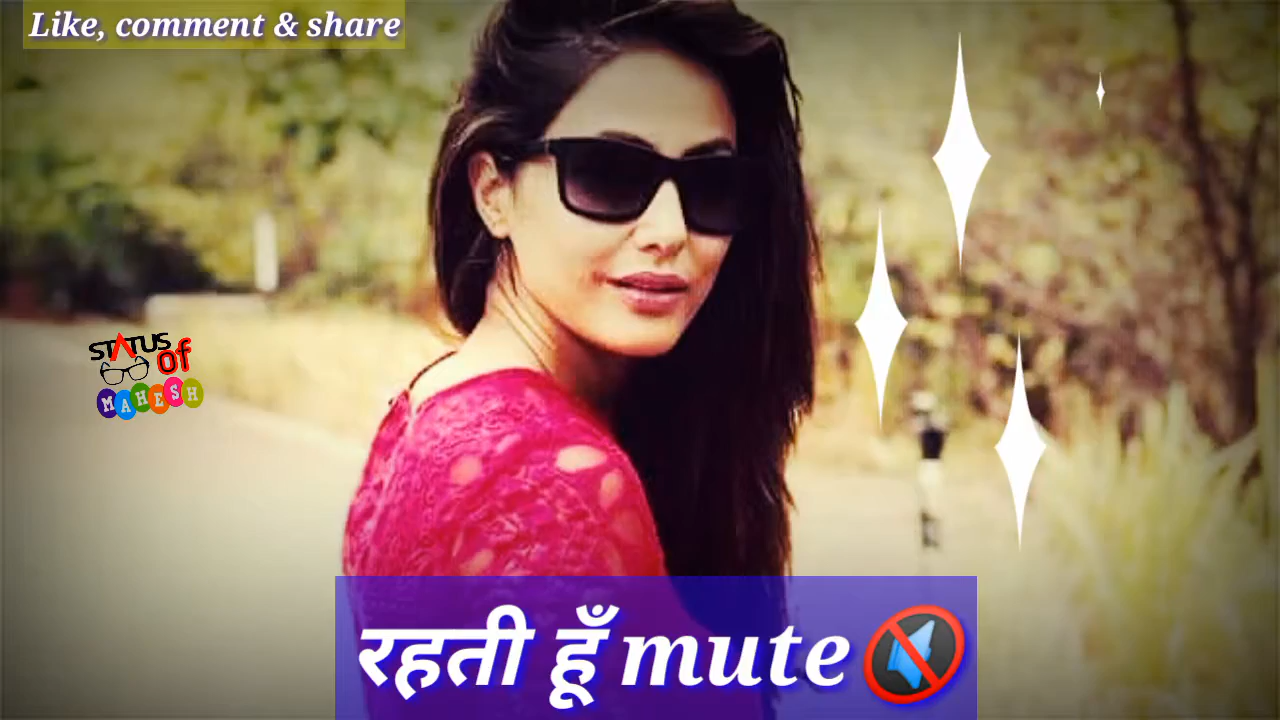 Like, comment & share
STATUS
Of
MAHESH
रहती हूँ mute